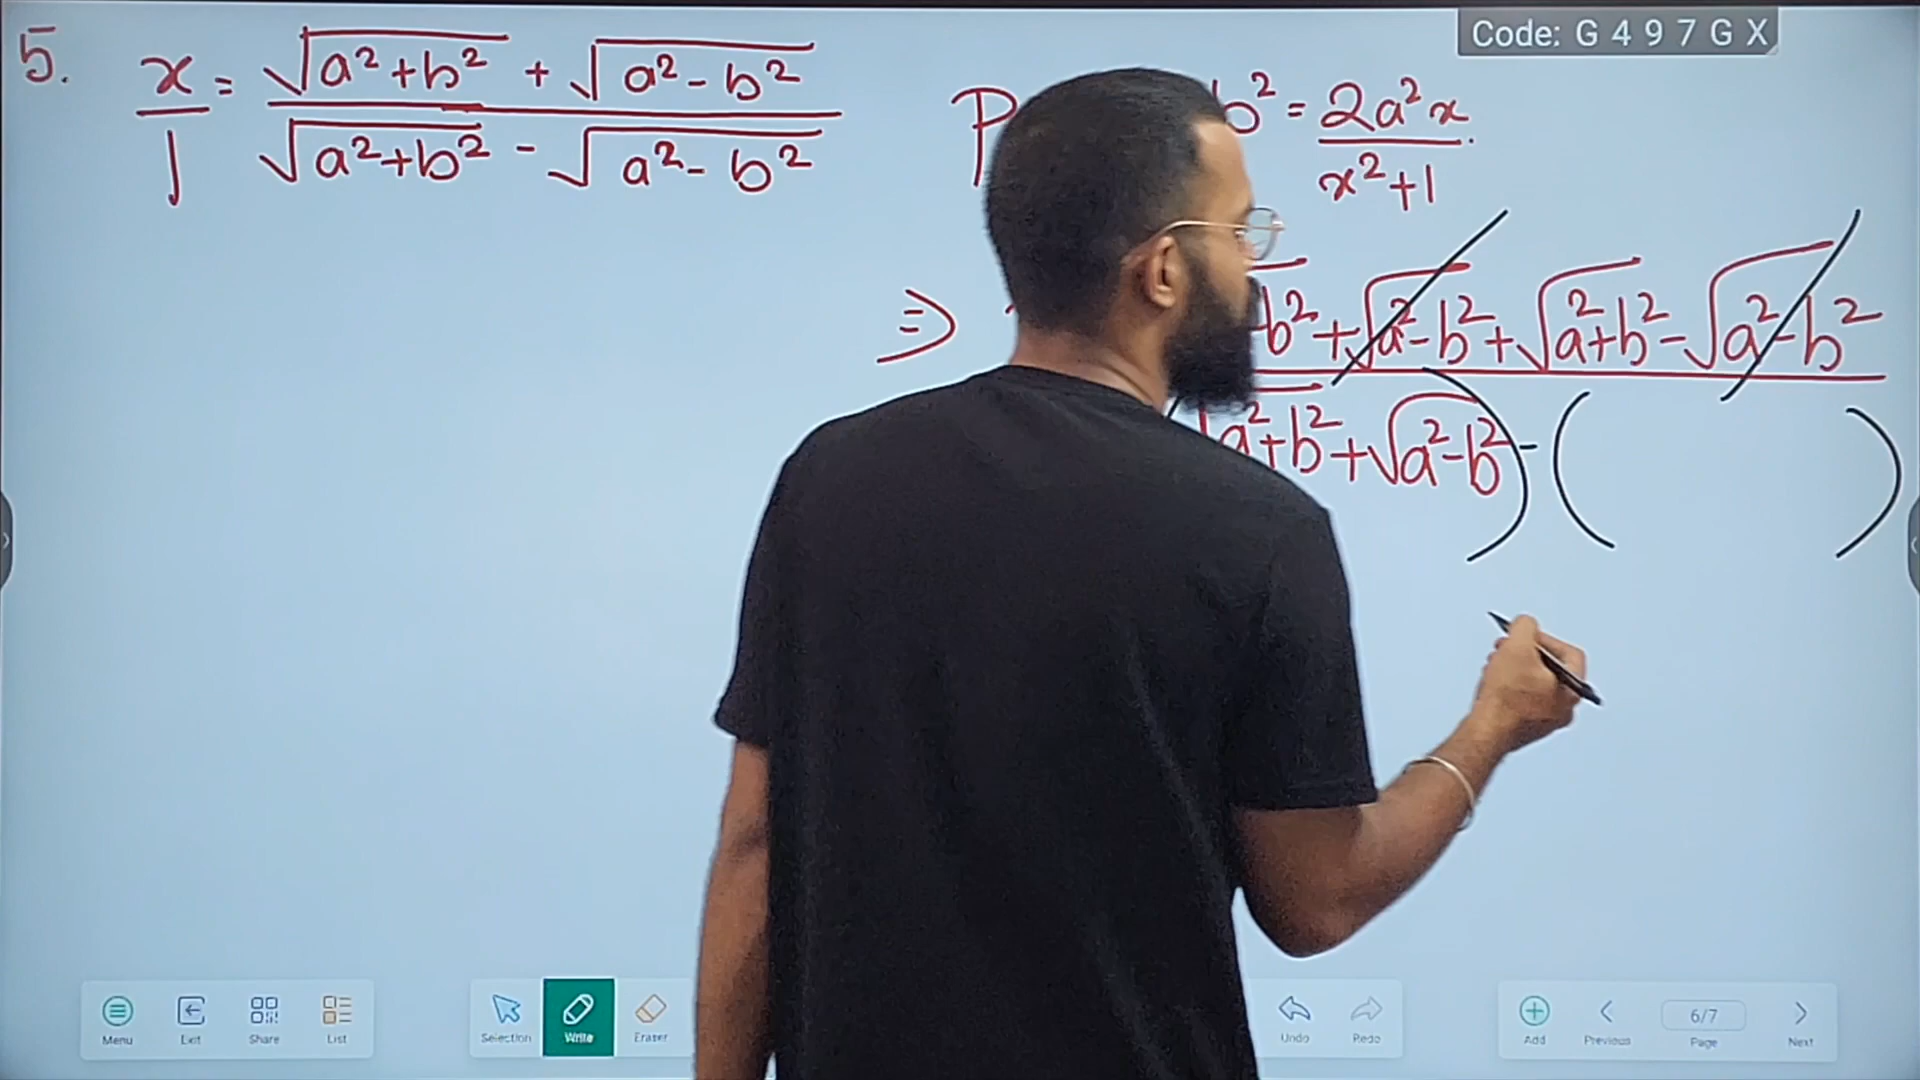 Code: G 4 9 7 G X
5. x/1 = (√(a²+b²) + √(a²-b²)) / (√(a²+b²) - √(a²-b²))
b² = 2a²x / (x²+1).
⇒ b² + √(a²-b²) + √(a²+b²) - √(a²-b²)
a²+b² + √(a²-b²)) - ( )
Menu Exit Share List Selection Write Eraser Undo Redo Add Previous 6/7 Page Next